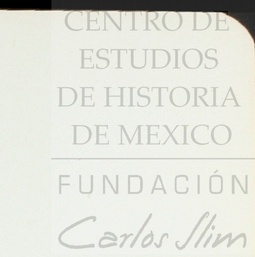 CENTRO DE
ESTUDIOS
DE HISTORIA
DE MEXICO
FUNDACIÓN
Carlos Slim